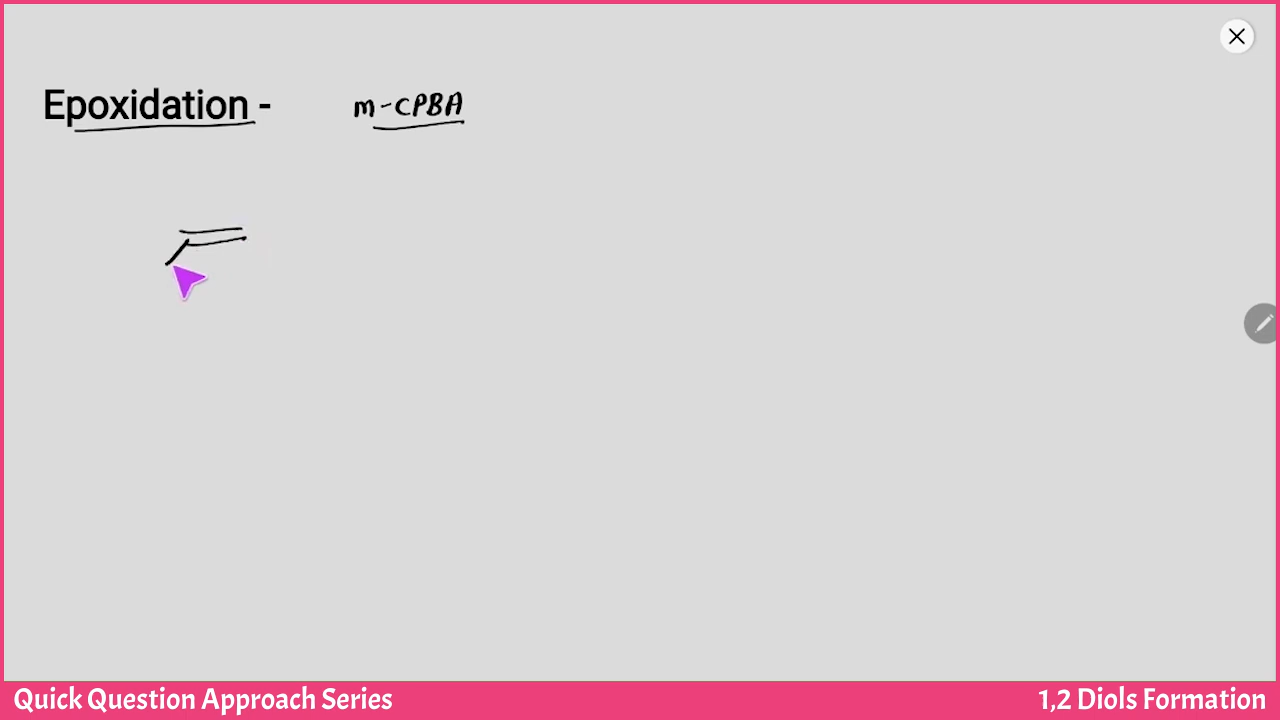 Epoxidation - m-CPBA
Quick Question Approach Series
1,2 Diols Formation